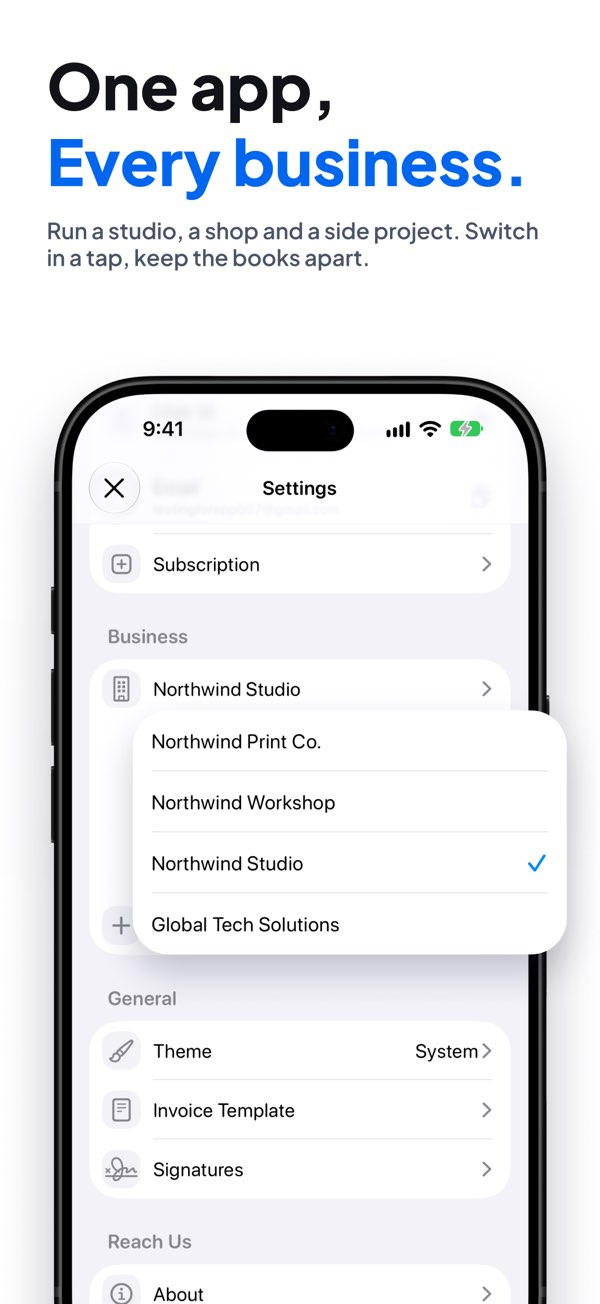 One app,
Every business.
Run a studio, a shop and a side project. Switch
in a tap, keep the books apart.
9:41
Settings
Subscription
Business
Northwind Studio
Northwind Print Co.
Northwind Workshop
Northwind Studio
Global Tech Solutions
General
Theme
System
Invoice Template
Signatures
Reach Us
About